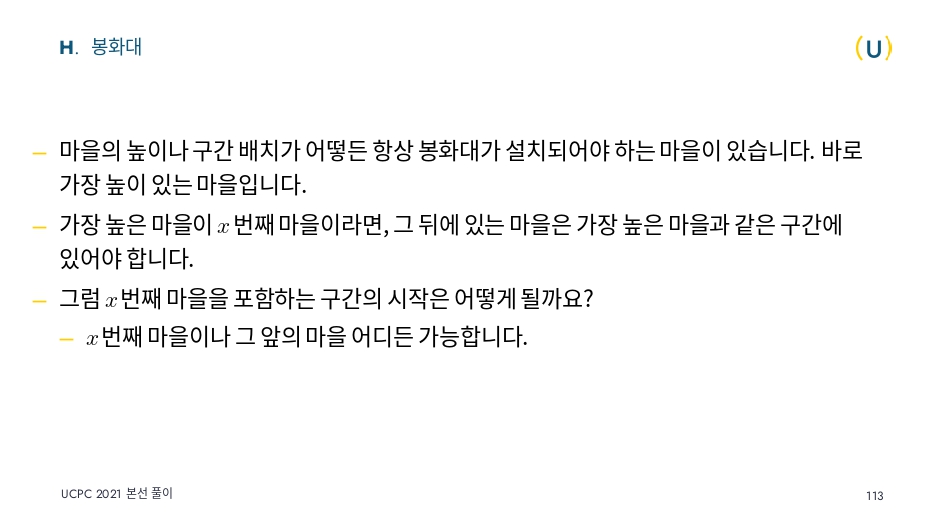 H. 봉화대
(U)
– 마을의 높이나 구간 배치가 어떻든 항상 봉화대가 설치되어야 하는 마을이 있습니다. 바로
가장 높이 있는 마을입니다.
– 가장 높은 마을이 x 번째 마을이라면, 그 뒤에 있는 마을은 가장 높은 마을과 같은 구간에
있어야 합니다.
– 그럼 x 번째 마을을 포함하는 구간의 시작은 어떻게 될까요?
– x 번째 마을이나 그 앞의 마을 어디든 가능합니다.
UCPC 2021 본선 풀이
113